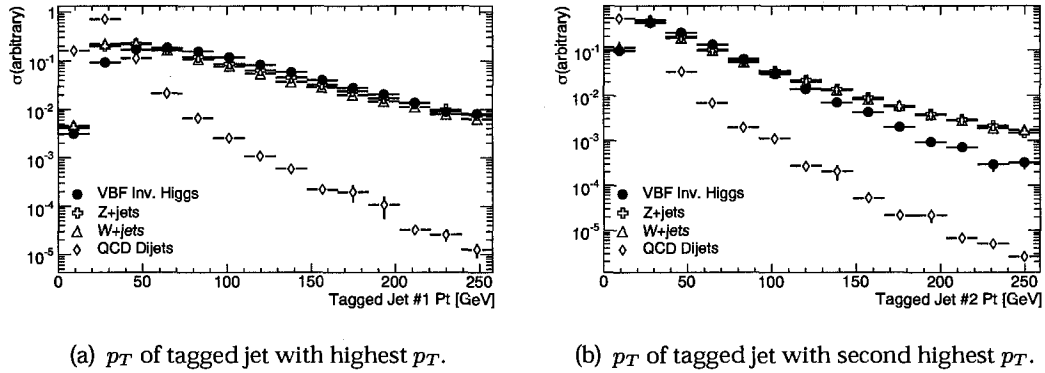 σ(arbitrary)
10⁻¹
10⁻²
10⁻³
10⁻⁴
10⁻⁵
VBF Inv. Higgs
Z+jets
W+jets
QCD Dijets
0 50 100 150 200 250
Tagged Jet #1 Pt [GeV]
(a) pT of tagged jet with highest pT.
σ(arbitrary)
10⁻¹
10⁻²
10⁻³
10⁻⁴
10⁻⁵
VBF Inv. Higgs
Z+jets
W+jets
QCD Dijets
0 50 100 150 200 250
Tagged Jet #2 Pt [GeV]
(b) pT of tagged jet with second highest pT.